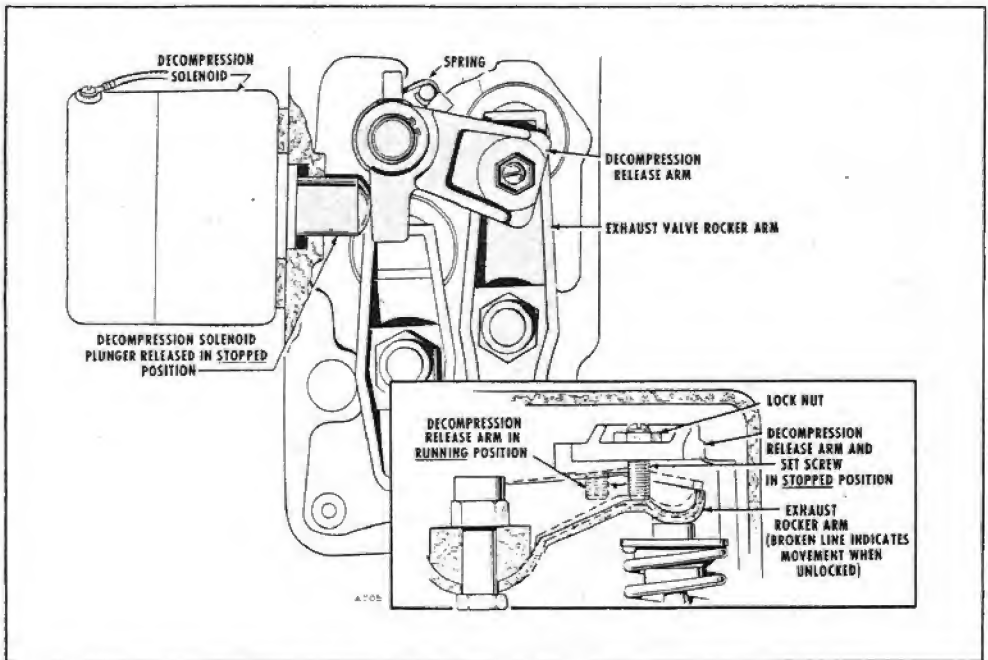 DECOMPRESSION
SOLENOID
SPRING
DECOMPRESSION
RELEASE ARM
EXHAUST VALVE ROCKER ARM
DECOMPRESSION SOLENOID
PLUNGER RELEASED IN STOPPED
POSITION
LOCK NUT
DECOMPRESSION
RELEASE ARM IN
RUNNING POSITION
DECOMPRESSION
RELEASE ARM AND
SET SCREW
IN STOPPED POSITION
EXHAUST
ROCKER ARM
(BROKEN LINE INDICATES
MOVEMENT WHEN
UNLOCKED)